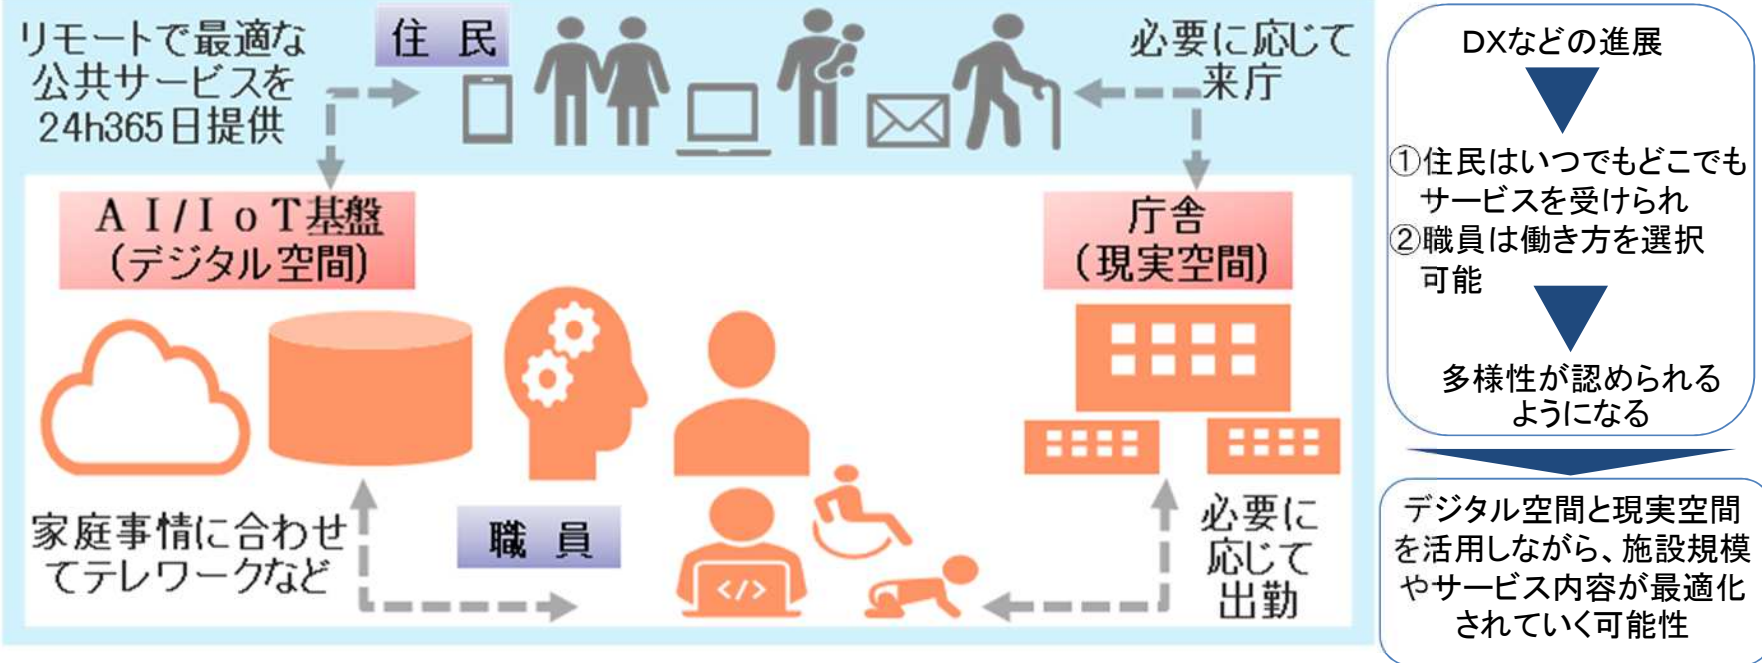 リモートで最適な
公共サービスを
24h365日提供
住 民
必要に応じて
来庁
ＡＩ/ＩｏＴ基盤
(デジタル空間)
庁舎
(現実空間)
家庭事情に合わせ
てテレワークなど
職 員
</>
必要に
応じて
出勤
DXなどの進展
①住民はいつでもどこでも
サービスを受けられ
②職員は働き方を選択
可能
多様性が認められる
ようになる
デジタル空間と現実空間
を活用しながら、施設規模
やサービス内容が最適化
されていく可能性